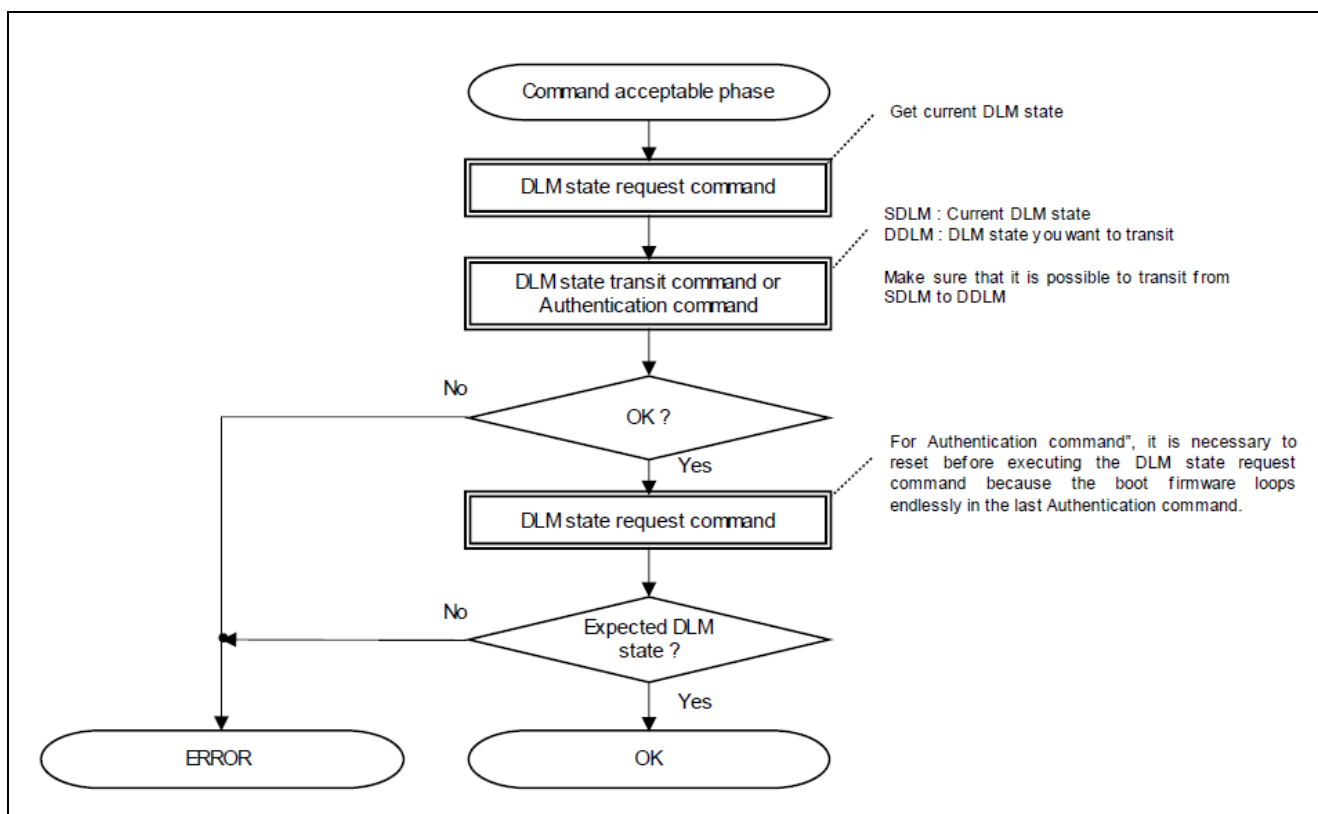 Command acceptable phase
Get current DLM state
DLM state request command
SDLM : Current DLM state
DDLM : DLM state you want to transit
Make sure that it is possible to transit from
SDLM to DDLM
DLM state transit command or
Authentication command
No
OK ?
Yes
For Authentication command”, it is necessary to
reset before executing the DLM state request
command because the boot firmware loops
endlessly in the last Authentication command.
DLM state request command
No
Expected DLM
state ?
Yes
ERROR
OK